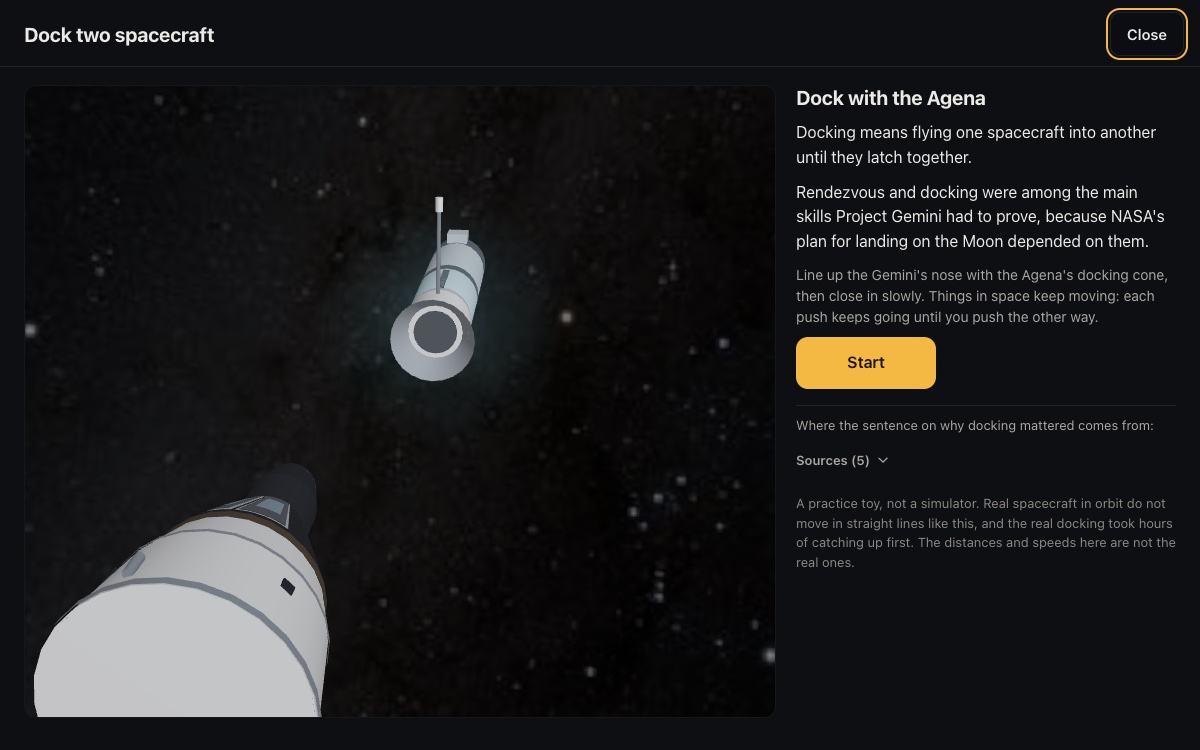 Dock two spacecraft
Close
Dock with the Agena
Docking means flying one spacecraft into another
until they latch together.
Rendezvous and docking were among the main
skills Project Gemini had to prove, because NASA's
plan for landing on the Moon depended on them.
Line up the Gemini's nose with the Agena's docking cone,
then close in slowly. Things in space keep moving: each
push keeps going until you push the other way.
Start
Where the sentence on why docking mattered comes from:
Sources (5)
A practice toy, not a simulator. Real spacecraft in orbit do not
move in straight lines like this, and the real docking took hours
of catching up first. The distances and speeds here are not the
real ones.